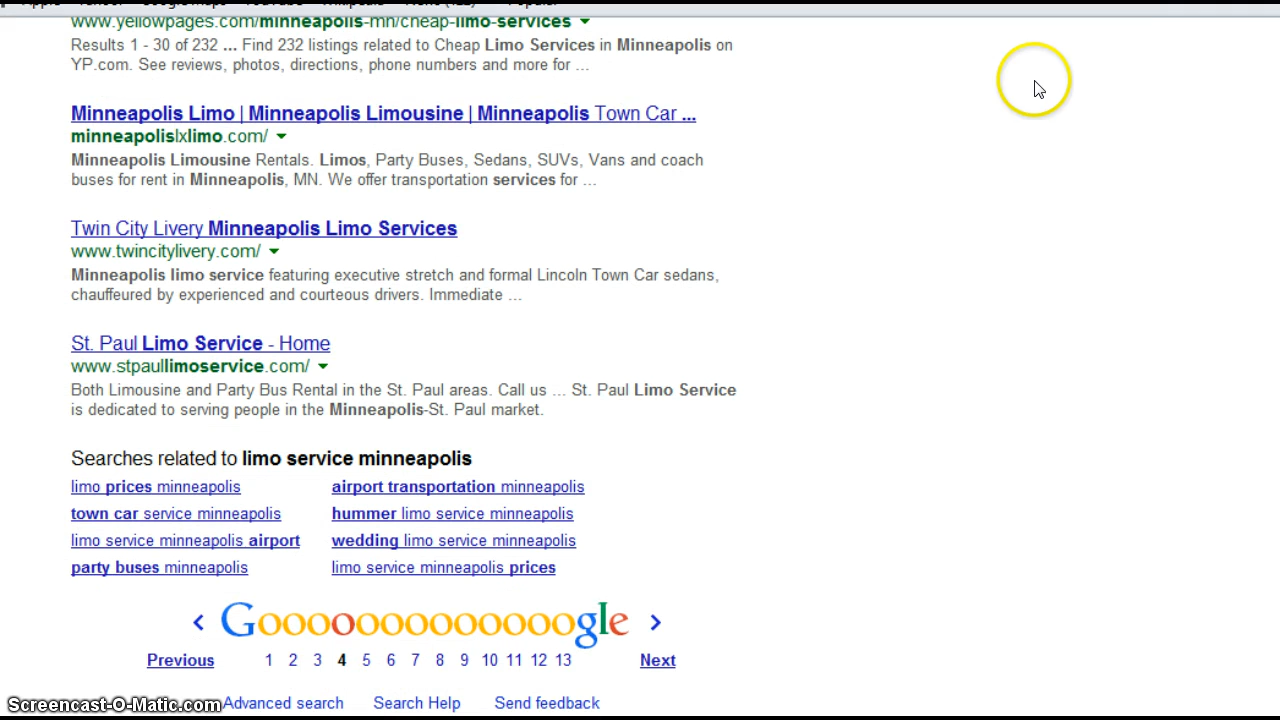 www.yellowpages.com/minneapolis-mn/cheap-limo-services
Results 1 - 30 of 232 ... Find 232 listings related to Cheap Limo Services in Minneapolis on
YP.com. See reviews, photos, directions, phone numbers and more for ...
Minneapolis Limo | Minneapolis Limousine | Minneapolis Town Car ...
minneapolislxlimo.com/
Minneapolis Limousine Rentals. Limos, Party Buses, Sedans, SUVs, Vans and coach
buses for rent in Minneapolis, MN. We offer transportation services for ...
Twin City Livery Minneapolis Limo Services
www.twincitylivery.com/
Minneapolis limo service featuring executive stretch and formal Lincoln Town Car sedans,
chauffeured by experienced and courteous drivers. Immediate ...
St. Paul Limo Service - Home
www.stpaullimoservice.com/
Both Limousine and Party Bus Rental in the St. Paul areas. Call us ... St. Paul Limo Service
is dedicated to serving people in the Minneapolis-St. Paul market.
Searches related to limo service minneapolis
limo prices minneapolis airport transportation minneapolis
town car service minneapolis hummer limo service minneapolis
limo service minneapolis airport wedding limo service minneapolis
party buses minneapolis limo service minneapolis prices
< Goooooooooooooogle >
Previous 1 2 3 4 5 6 7 8 9 10 11 12 13 Next
Screencast-O-Matic.com Advanced search Search Help Send feedback